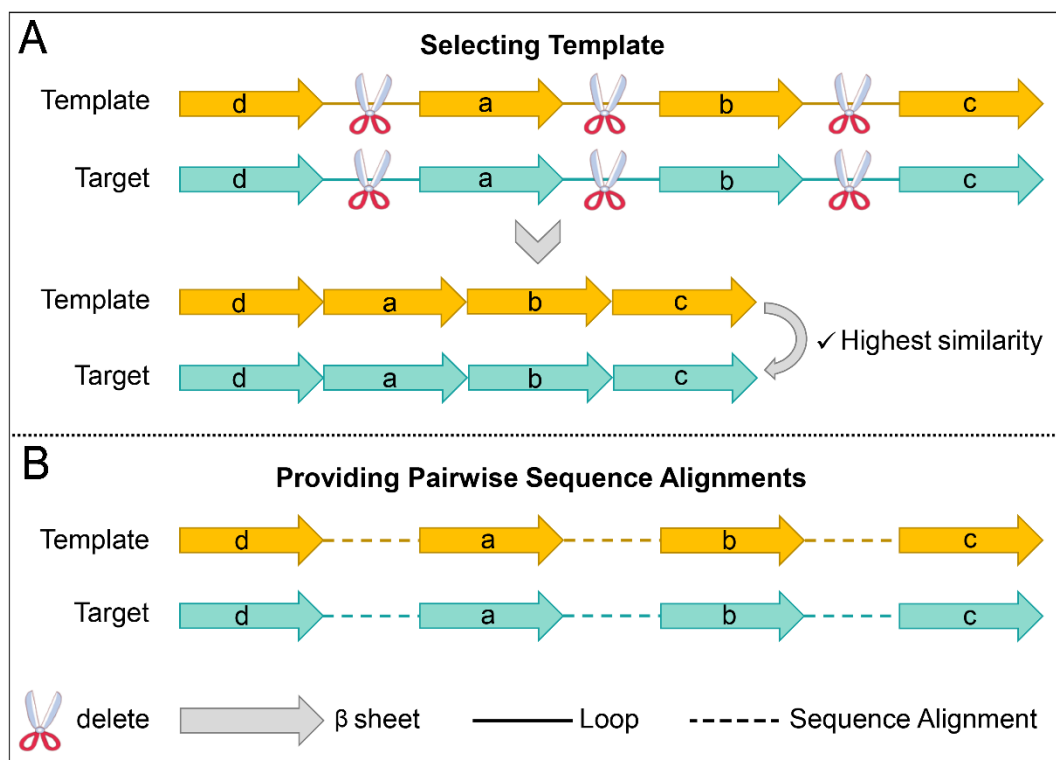 A
Selecting Template
Template d a b c
Target d a b c
Template d a b c
✓ Highest similarity
Target d a b c
B
Providing Pairwise Sequence Alignments
Template d a b c
Target d a b c
delete β sheet Loop Sequence Alignment